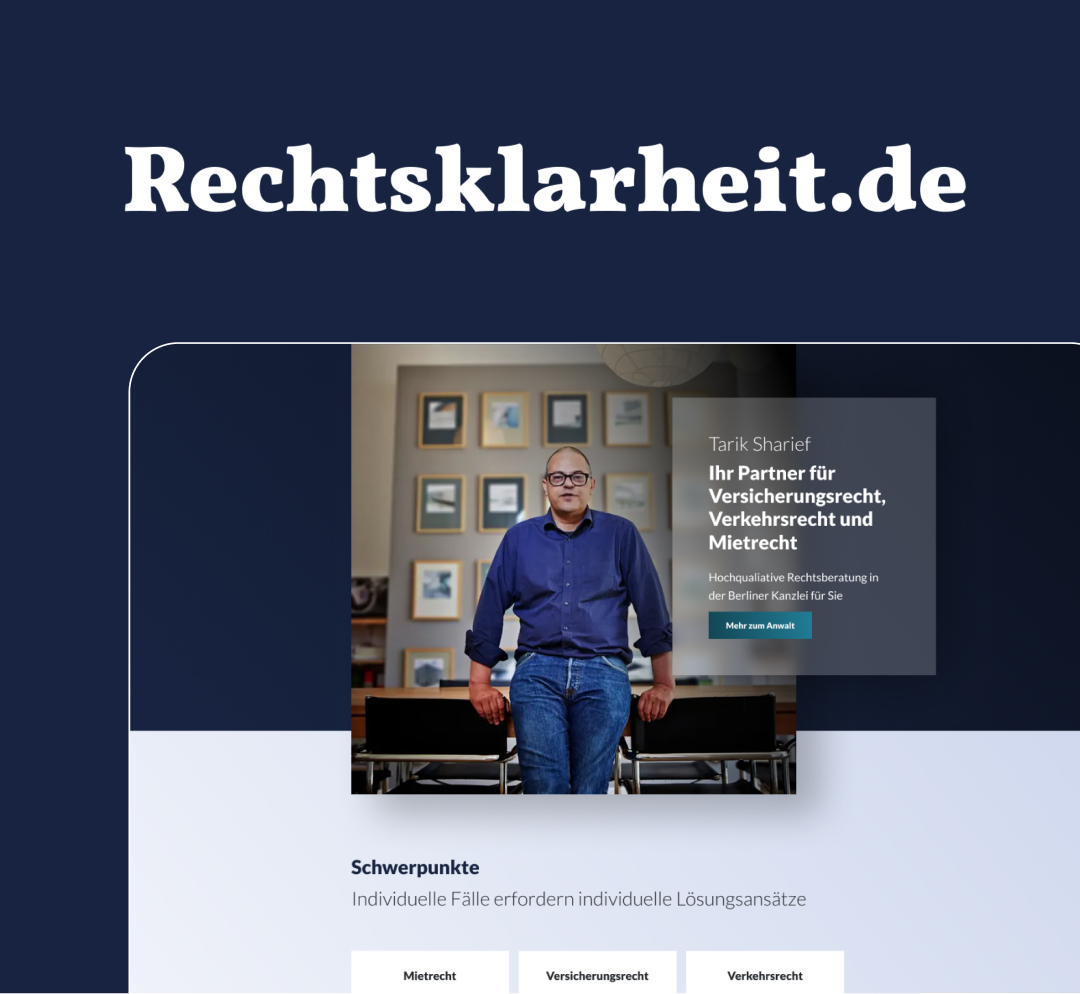 Rechtsklarheit.de
Tarik Sharief
Ihr Partner für
Versicherungsrecht,
Verkehrsrecht und
Mietrecht
Hochqualiative Rechtsberatung in
der Berliner Kanzlei für Sie
Mehr zum Anwalt
Schwerpunkte
Individuelle Fälle erfordern individuelle Lösungsansätze
Mietrecht Versicherungsrecht Verkehrsrecht